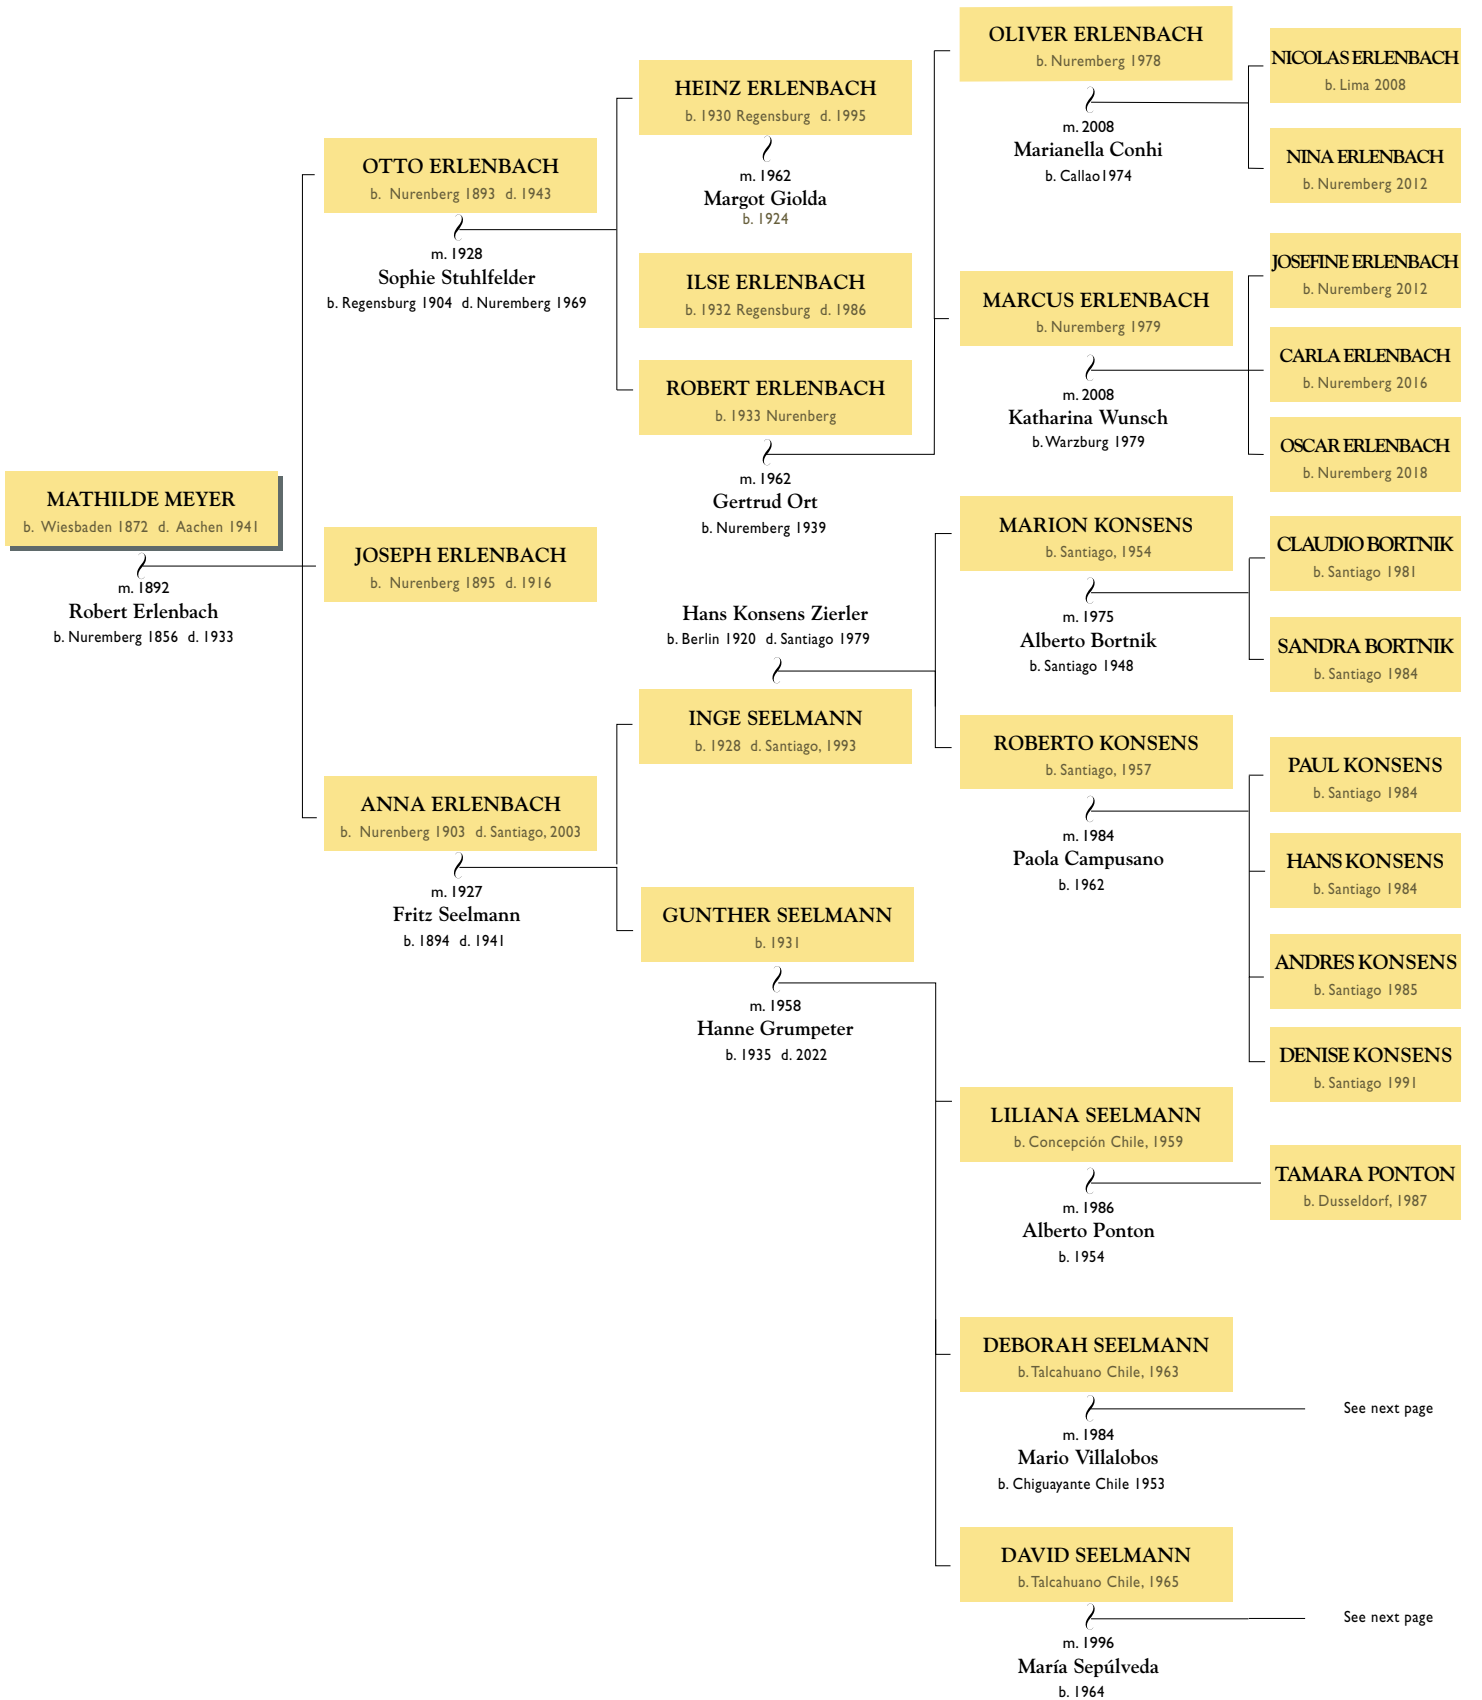 MATHILDE MEYER
b. Wiesbaden 1872 d. Aachen 1941
m. 1892
Robert Erlenbach
b. Nuremberg 1856 d. 1933
OTTO ERLENBACH
b. Nurenberg 1893 d. 1943
m. 1928
Sophie Stuhlfelder
b. Regensburg 1904 d. Nuremberg 1969
JOSEPH ERLENBACH
b. Nurenberg 1895 d. 1916
ANNA ERLENBACH
b. Nurenberg 1903 d. Santiago, 2003
m. 1927
Fritz Seelmann
b. 1894 d. 1941
HEINZ ERLENBACH
b. 1930 Regensburg d. 1995
m. 1962
Margot Giolda
b. 1924
ILSE ERLENBACH
b. 1932 Regensburg d. 1986
ROBERT ERLENBACH
b. 1933 Nurenberg
m. 1962
Gertrud Ort
b. Nuremberg 1939
Hans Konsens Zierler
b. Berlin 1920 d. Santiago 1979
INGE SEELMANN
b. 1928 d. Santiago, 1993
GUNTHER SEELMANN
b. 1931
m. 1958
Hanne Grumpeter
b. 1935 d. 2022
OLIVER ERLENBACH
b. Nuremberg 1978
m. 2008
Marianella Conhi
b. Callao1974
MARCUS ERLENBACH
b. Nuremberg 1979
m. 2008
Katharina Wunsch
b. Warzburg 1979
MARION KONSENS
b. Santiago, 1954
m. 1975
Alberto Bortnik
b. Santiago 1948
ROBERTO KONSENS
b. Santiago, 1957
m. 1984
Paola Campusano
b. 1962
LILIANA SEELMANN
b. Concepción Chile, 1959
m. 1986
Alberto Ponton
b. 1954
DEBORAH SEELMANN
b. Talcahuano Chile, 1963
m. 1984
Mario Villalobos
b. Chiguayante Chile 1953
DAVID SEELMANN
b. Talcahuano Chile, 1965
m. 1996
María Sepúlveda
b. 1964
NICOLAS ERLENBACH
b. Lima 2008
NINA ERLENBACH
b. Nuremberg 2012
JOSEFINE ERLENBACH
b. Nuremberg 2012
CARLA ERLENBACH
b. Nuremberg 2016
OSCAR ERLENBACH
b. Nuremberg 2018
CLAUDIO BORTNIK
b. Santiago 1981
SANDRA BORTNIK
b. Santiago 1984
PAUL KONSENS
b. Santiago 1984
HANS KONSENS
b. Santiago 1984
ANDRES KONSENS
b. Santiago 1985
DENISE KONSENS
b. Santiago 1991
TAMARA PONTON
b. Dusseldorf, 1987
See next page
See next page